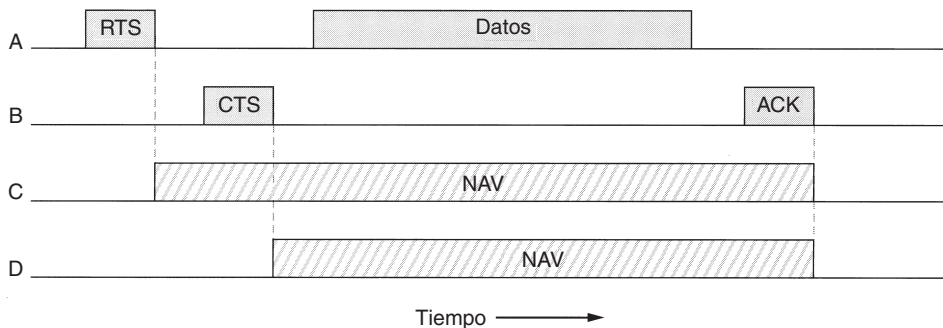 A
RTS
Datos
B
CTS
ACK
C
NAV
D
NAV
Tiempo